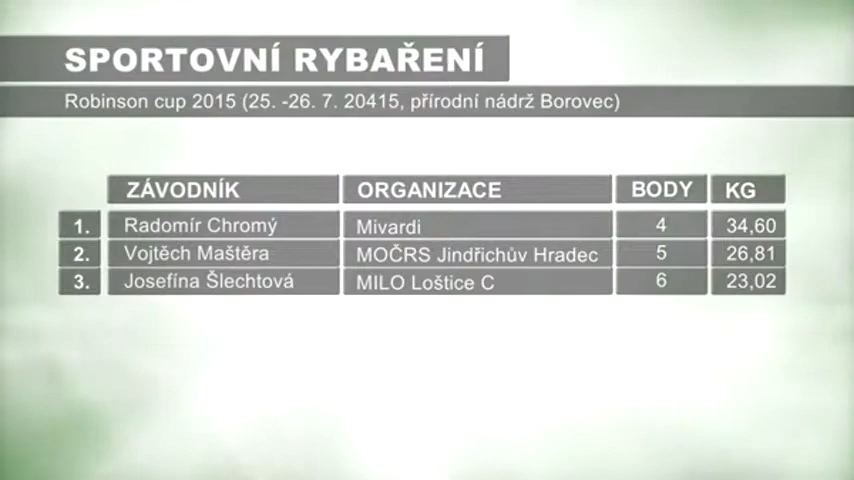 SPORTOVNÍ RYBAŘENÍ
Robinson cup 2015 (25. -26. 7. 20415, přírodní nádrž Borovec)
ZÁVODNÍK ORGANIZACE BODY KG
1. Radomír Chromý Mivardi 4 34,60
2. Vojtěch Maštěra MOČRS Jindřichův Hradec 5 26,81
3. Josefína Šlechtová MILO Loštice C 6 23,02